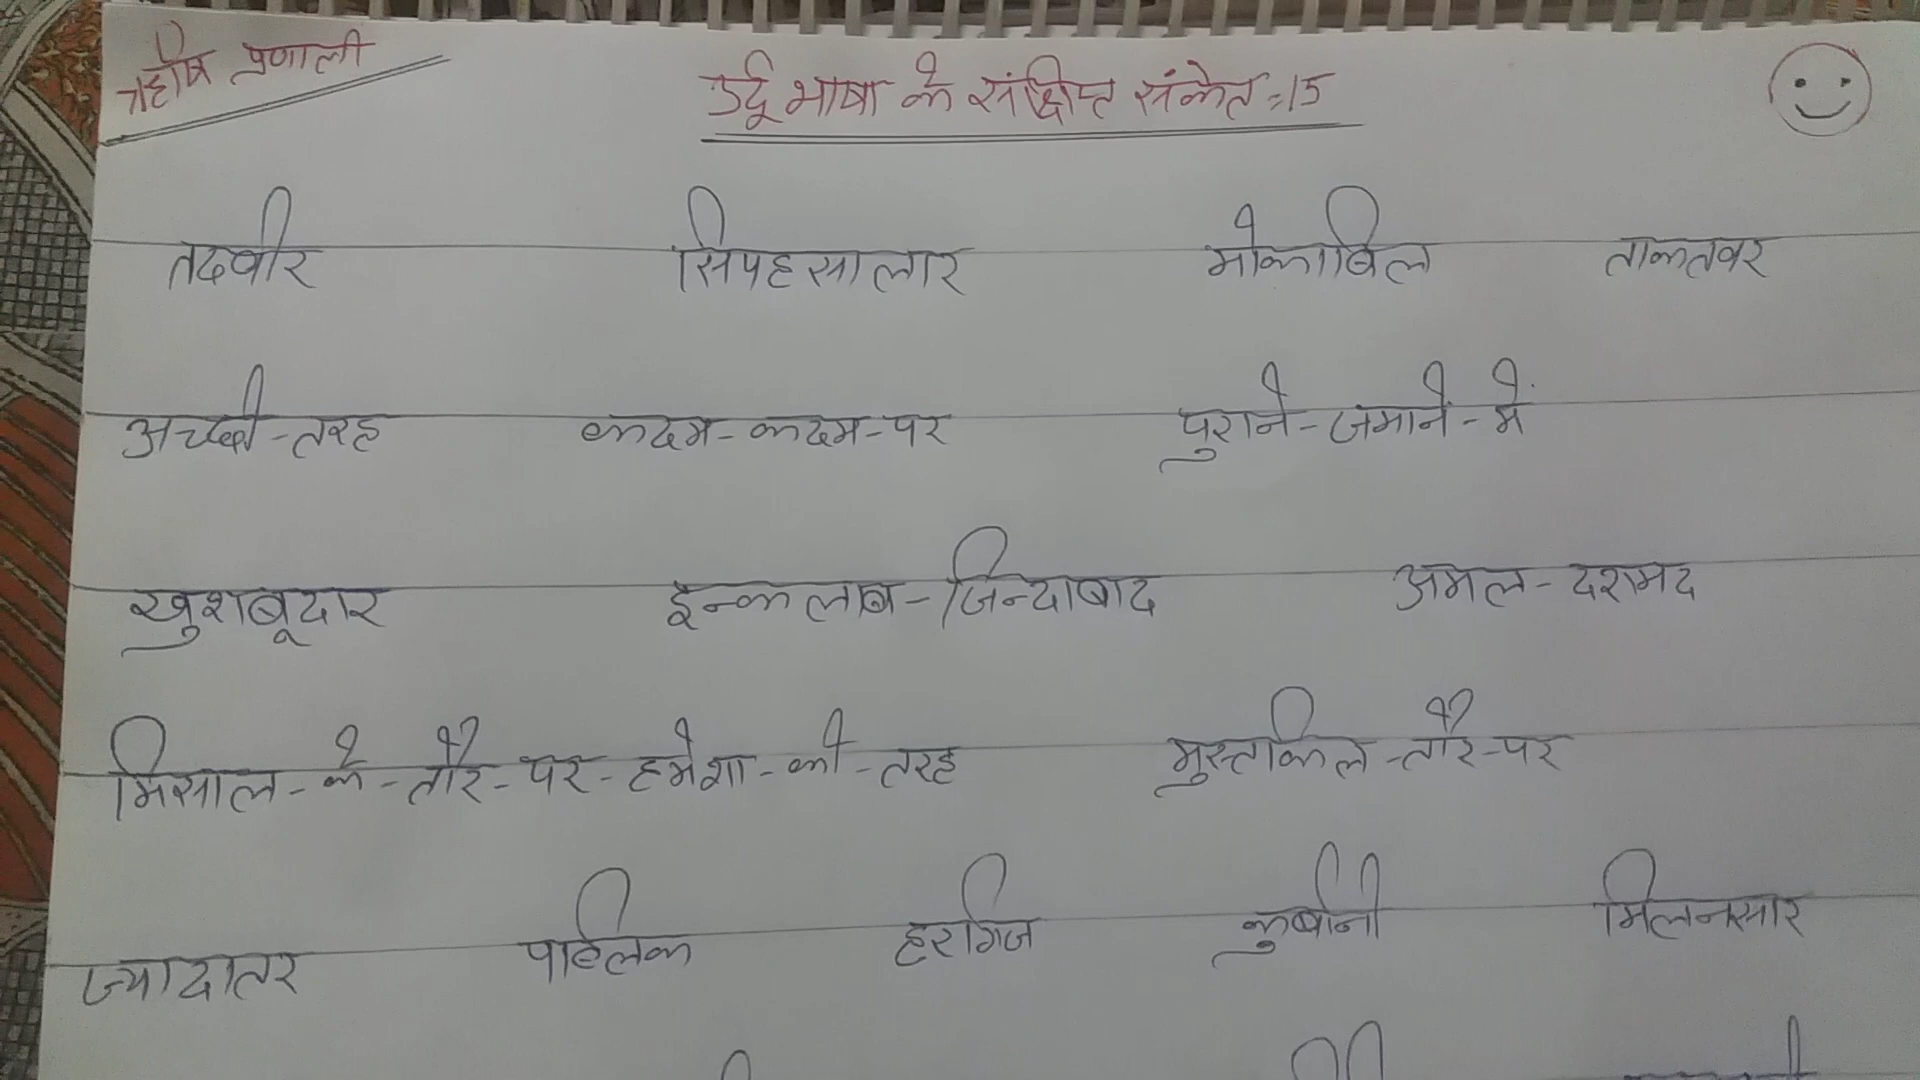 ऋषि प्रणाली
उर्दू भाषा के संक्षिप्त संकेत=15
तदबीर सिपहसालार मोकाबिल ताकतवर
अच्छी-तरह कदम-कदम-पर पुराने-जमाने-में
खुशबूदार इन्कलाब-जिन्दाबाद अमल-दरामद
मिसाल-के-तौर-पर-हमेशा-की-तरह मुस्तकिल-तौर-पर
ज्यादातर पब्लिक हरगिज कुर्बानी मिलनसार